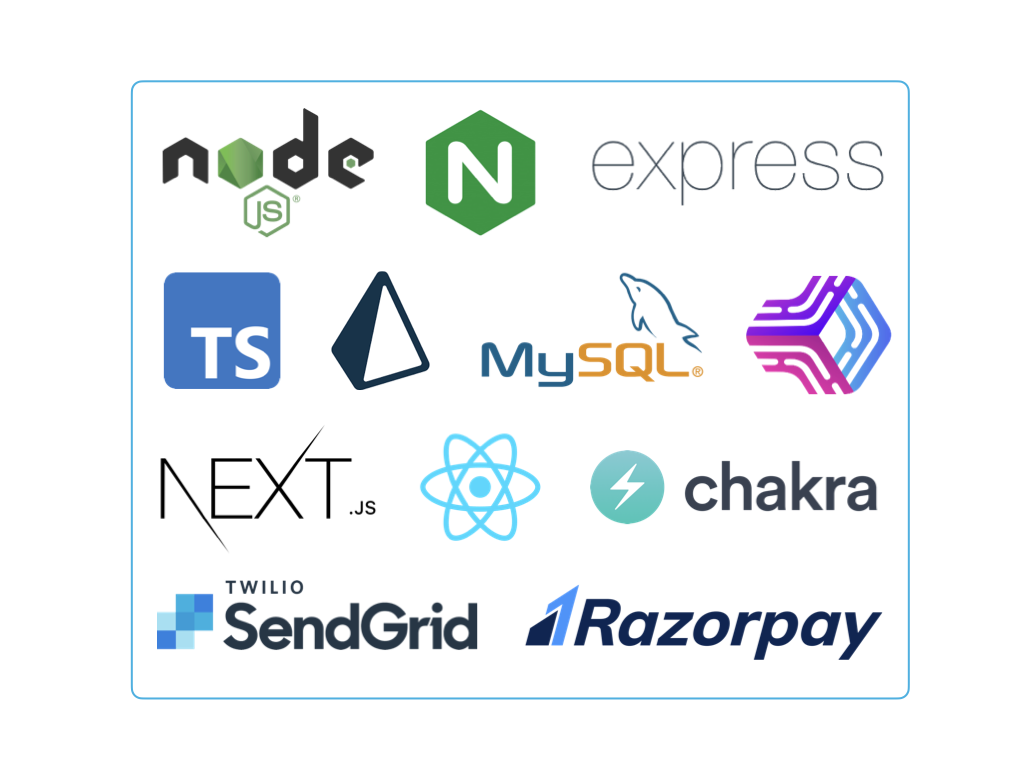 node
JS®
N
express
TS
MySQL®
NEXT.JS
chakra
TWILIO
SendGrid
Razorpay